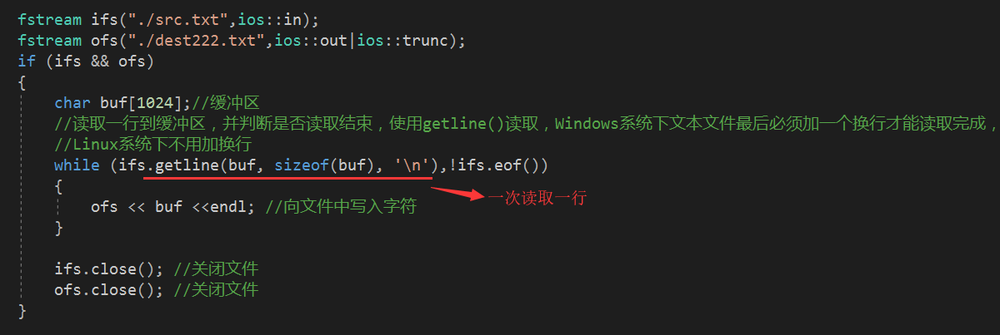 fstream ifs("./src.txt",ios::in);
fstream ofs("./dest222.txt",ios::out|ios::trunc);
if (ifs && ofs)
{
    char buf[1024];//缓冲区
    //读取一行到缓冲区，并判断是否读取结束，使用getline()读取，Windows系统下文本文件最后必须加一个换行才能读取完成，
    //Linux系统下不用加换行
    while (ifs.getline(buf, sizeof(buf), '\n'),!ifs.eof())
    {
        ofs << buf <<endl; //向文件中写入字符
一次读取一行
    }
    ifs.close(); //关闭文件
    ofs.close(); //关闭文件
}